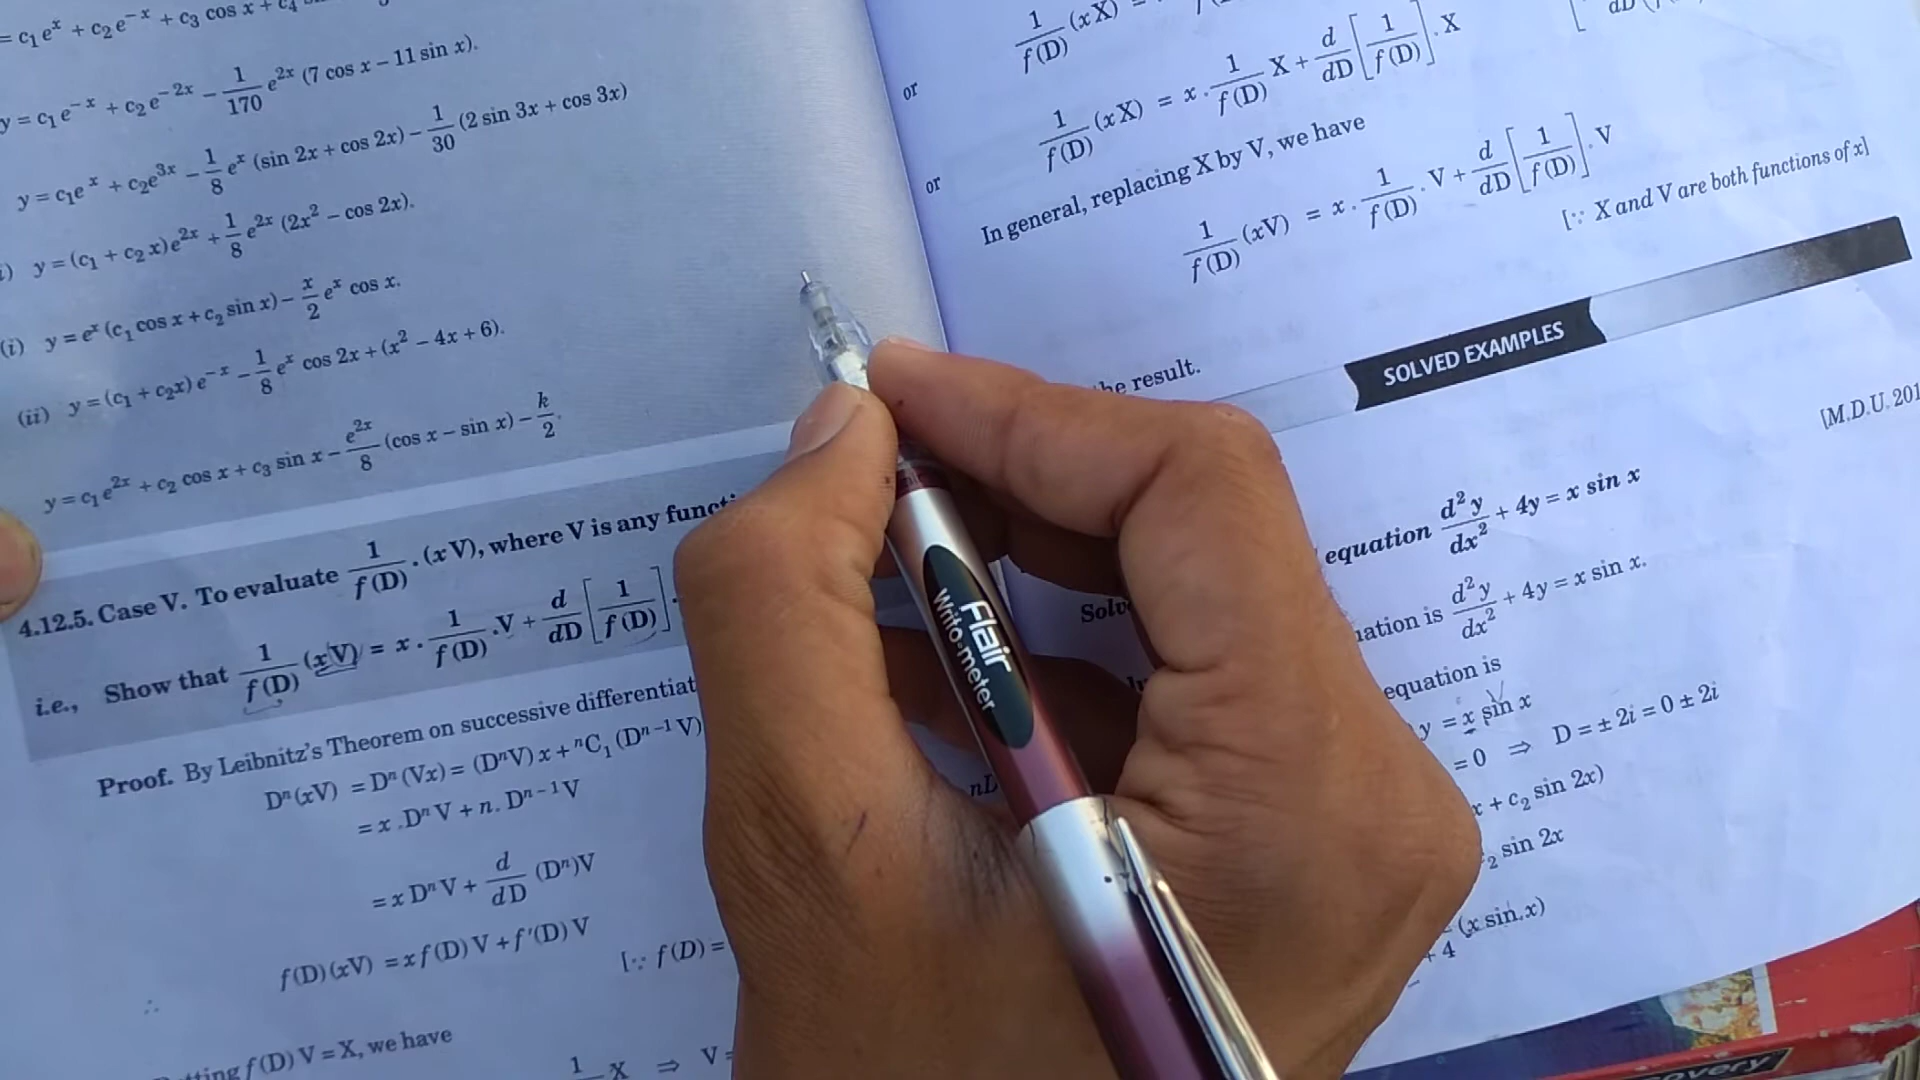 = c₁eˣ + c₂e⁻ˣ + c₃ cos x + c₄
y = c₁e⁻ˣ + c₂e⁻²ˣ − 1/170 e²ˣ (7 cos x − 11 sin x).
y = c₁eˣ + c₂e³ˣ − 1/8 eˣ (sin 2x + cos 2x) − 1/30 (2 sin 3x + cos 3x)
y = (c₁ + c₂x)e²ˣ + 1/8 e²ˣ (2x² − cos 2x).
(i) y = eˣ (c₁ cos x + c₂ sin x) − x/2 eˣ cos x.
(ii) y = (c₁ + c₂x) e⁻ˣ − 1/8 eˣ cos 2x + (x² − 4x + 6).
y = c₁e²ˣ + c₂ cos x + c₃ sin x − e²ˣ/8 (cos x − sin x) − k/2.
4.12.5. Case V. To evaluate 1/f(D) . (x V), where V is any
i.e., Show that 1/f(D) (xV) = x . 1/f(D) .V + d/dD [1/f(D)] .
Proof. By Leibnitz's Theorem on successive
Dⁿ(xV) = Dⁿ(Vx) = (DⁿV) x + ⁿC₁ (Dⁿ⁻¹V)
= x . DⁿV + n. Dⁿ⁻¹V
= x DⁿV + d/dD (Dⁿ)V
∴ f(D)(xV) = x f(D) V + f′(D) V [∵ f(D) =
f(D) V = X, we have
1 X ⇒ V =
1/f(D) (xX) =
or 1/f(D) (xX) = x . 1/f(D) X + d/dD [1/f(D)] . X
or In general, replacing X by V, we have
1/f(D) (xV) = x . 1/f(D) . V + d/dD [1/f(D)] . V
[∵ X and V are both functions of x]
the result.
SOLVED EXAMPLES
[M.D.U. 201
equation d²y/dx² + 4y = x sin x
is d²y/dx² + 4y = x sin x.
equation is
y = x sin x
V
= 0 ⇒ D = ± 2i = 0 ± 2i
x + c₂ sin 2x)
₂ sin 2x
+ 4 (x sin x)
Flair
Writo-meter